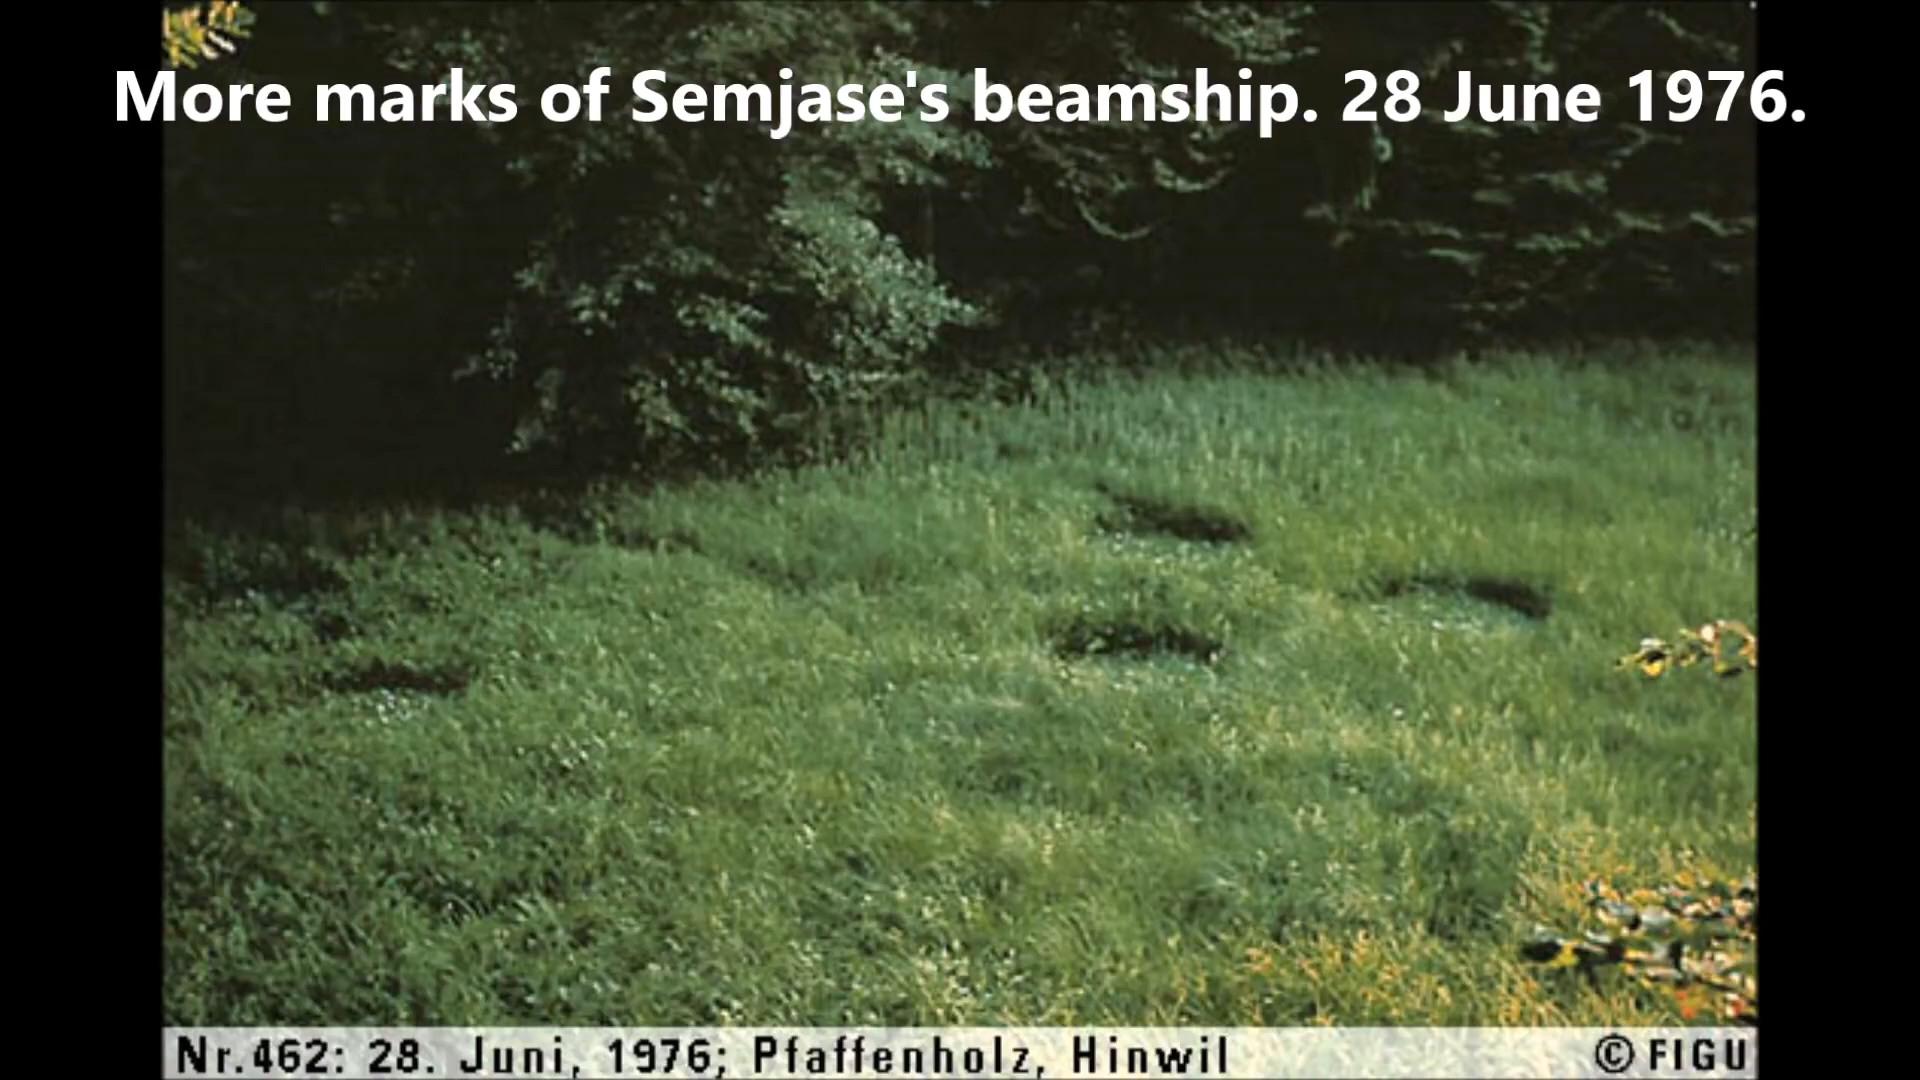 More marks of Semjase's beamship. 28 June 1976.
Nr.462: 28. Juni, 1976; Pfaffenholz, Hinwil © FIGU